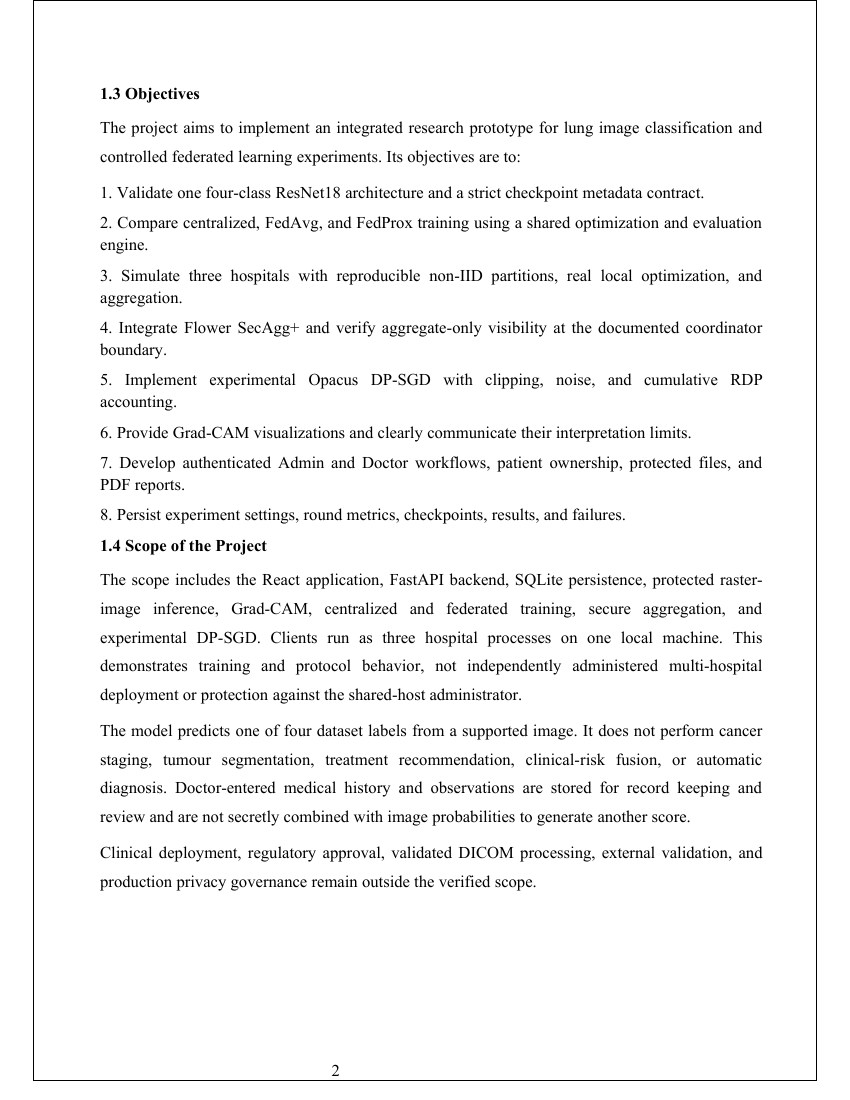 1.3 Objectives
The project aims to implement an integrated research prototype for lung image classification and
controlled federated learning experiments. Its objectives are to:
1. Validate one four-class ResNet18 architecture and a strict checkpoint metadata contract.
2. Compare centralized, FedAvg, and FedProx training using a shared optimization and evaluation
engine.
3. Simulate three hospitals with reproducible non-IID partitions, real local optimization, and
aggregation.
4. Integrate Flower SecAgg+ and verify aggregate-only visibility at the documented coordinator
boundary.
5. Implement experimental Opacus DP-SGD with clipping, noise, and cumulative RDP
accounting.
6. Provide Grad-CAM visualizations and clearly communicate their interpretation limits.
7. Develop authenticated Admin and Doctor workflows, patient ownership, protected files, and
PDF reports.
8. Persist experiment settings, round metrics, checkpoints, results, and failures.
1.4 Scope of the Project
The scope includes the React application, FastAPI backend, SQLite persistence, protected raster-
image inference, Grad-CAM, centralized and federated training, secure aggregation, and
experimental DP-SGD. Clients run as three hospital processes on one local machine. This
demonstrates training and protocol behavior, not independently administered multi-hospital
deployment or protection against the shared-host administrator.
The model predicts one of four dataset labels from a supported image. It does not perform cancer
staging, tumour segmentation, treatment recommendation, clinical-risk fusion, or automatic
diagnosis. Doctor-entered medical history and observations are stored for record keeping and
review and are not secretly combined with image probabilities to generate another score.
Clinical deployment, regulatory approval, validated DICOM processing, external validation, and
production privacy governance remain outside the verified scope.
2